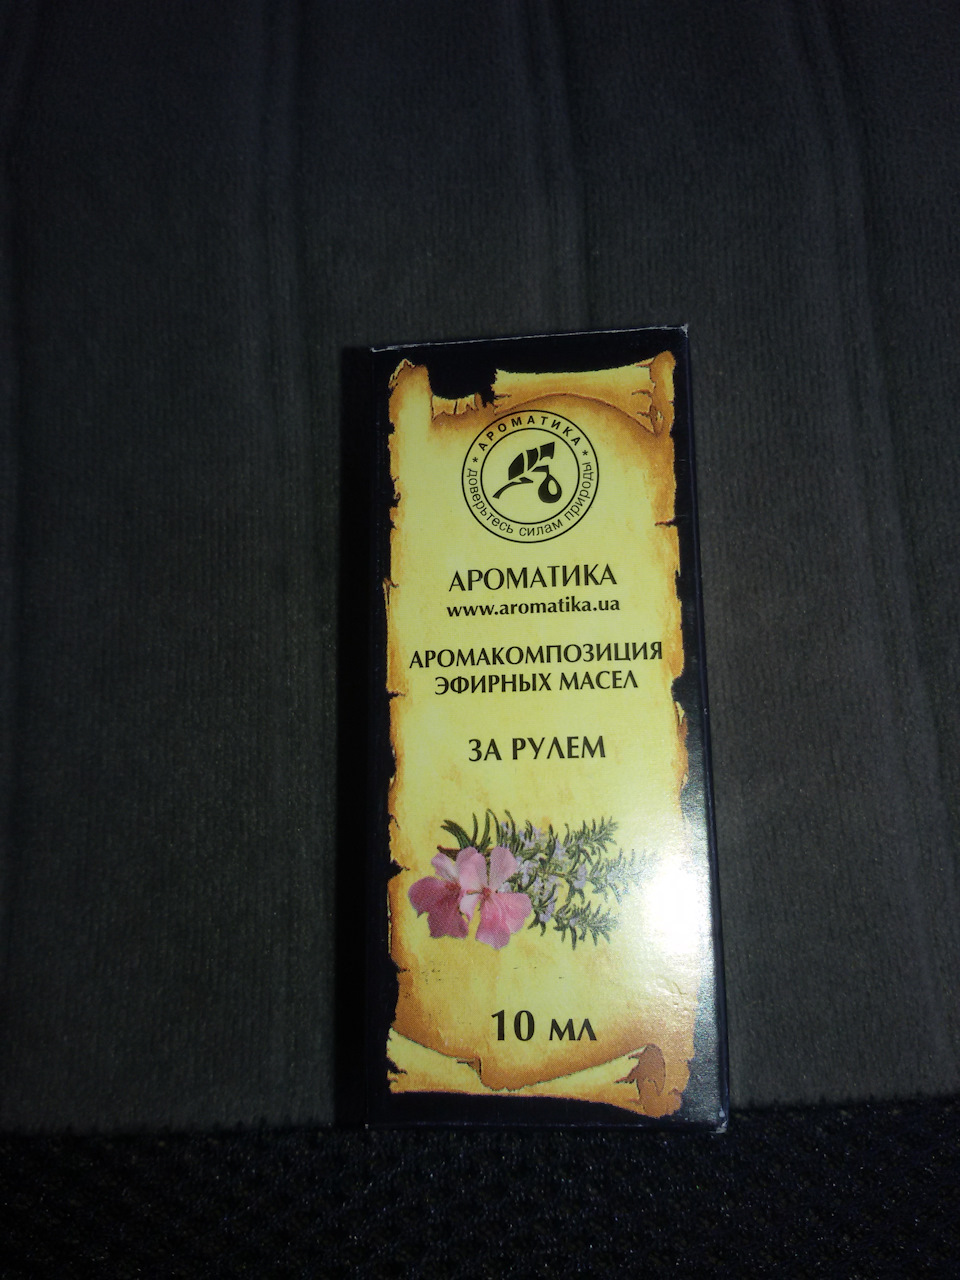 * АРОМАТИКА *
доверьтесь силам природы
АРОМАТИКА
www.aromatika.ua
АРОМАКОМПОЗИЦИЯ
ЭФИРНЫХ МАСЕЛ
ЗА РУЛЕМ
10 мл